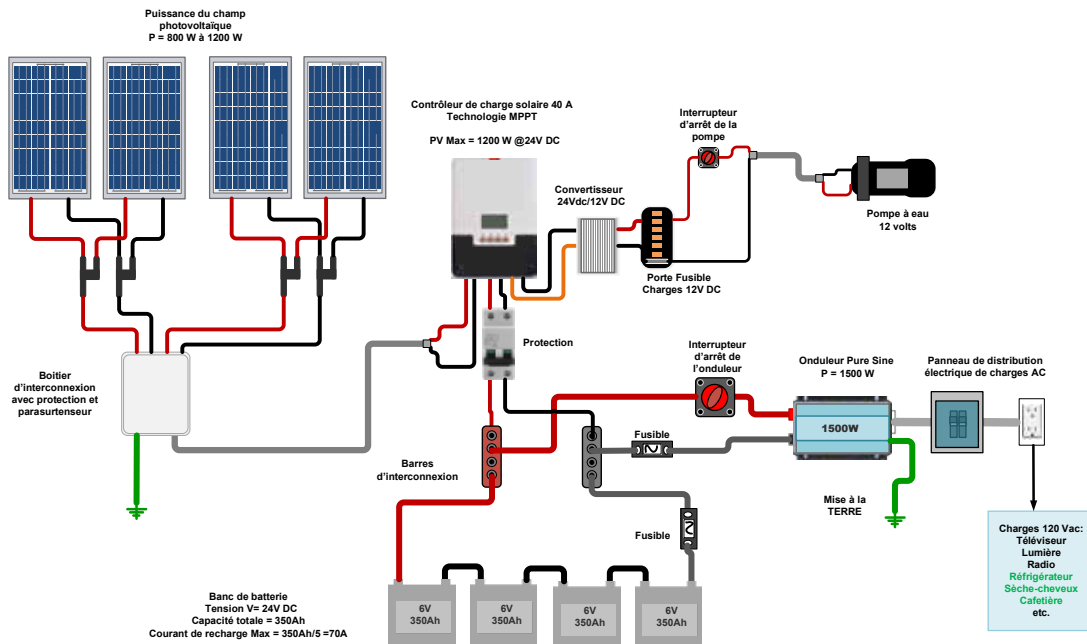 Puissance du champ
photovoltaïque
P = 800 W à 1200 W
Contrôleur de charge solaire 40 A
Technologie MPPT
PV Max = 1200 W @24V DC
Interrupteur
d'arrêt de la
pompe
Convertisseur
24Vdc/12V DC
Pompe à eau
12 volts
Porte Fusible
Charges 12V DC
Protection
Boitier
d'interconnexion
avec protection et
parasurtenseur
Interrupteur
d'arrêt de
l'onduleur
Onduleur Pure Sine
P = 1500 W
Panneau de distribution
électrique de charges AC
1500W
Fusible
Barres
d'interconnexion
Mise à la
TERRE
Fusible
Charges 120 Vac:
Téléviseur
Lumière
Radio
Réfrigérateur
Sèche-cheveux
Cafetière
etc.
Banc de batterie
Tension V= 24V DC
Capacité totale = 350Ah
Courant de recharge Max = 350Ah/5 =70A
6V
350Ah
6V
350Ah
6V
350Ah
6V
350Ah